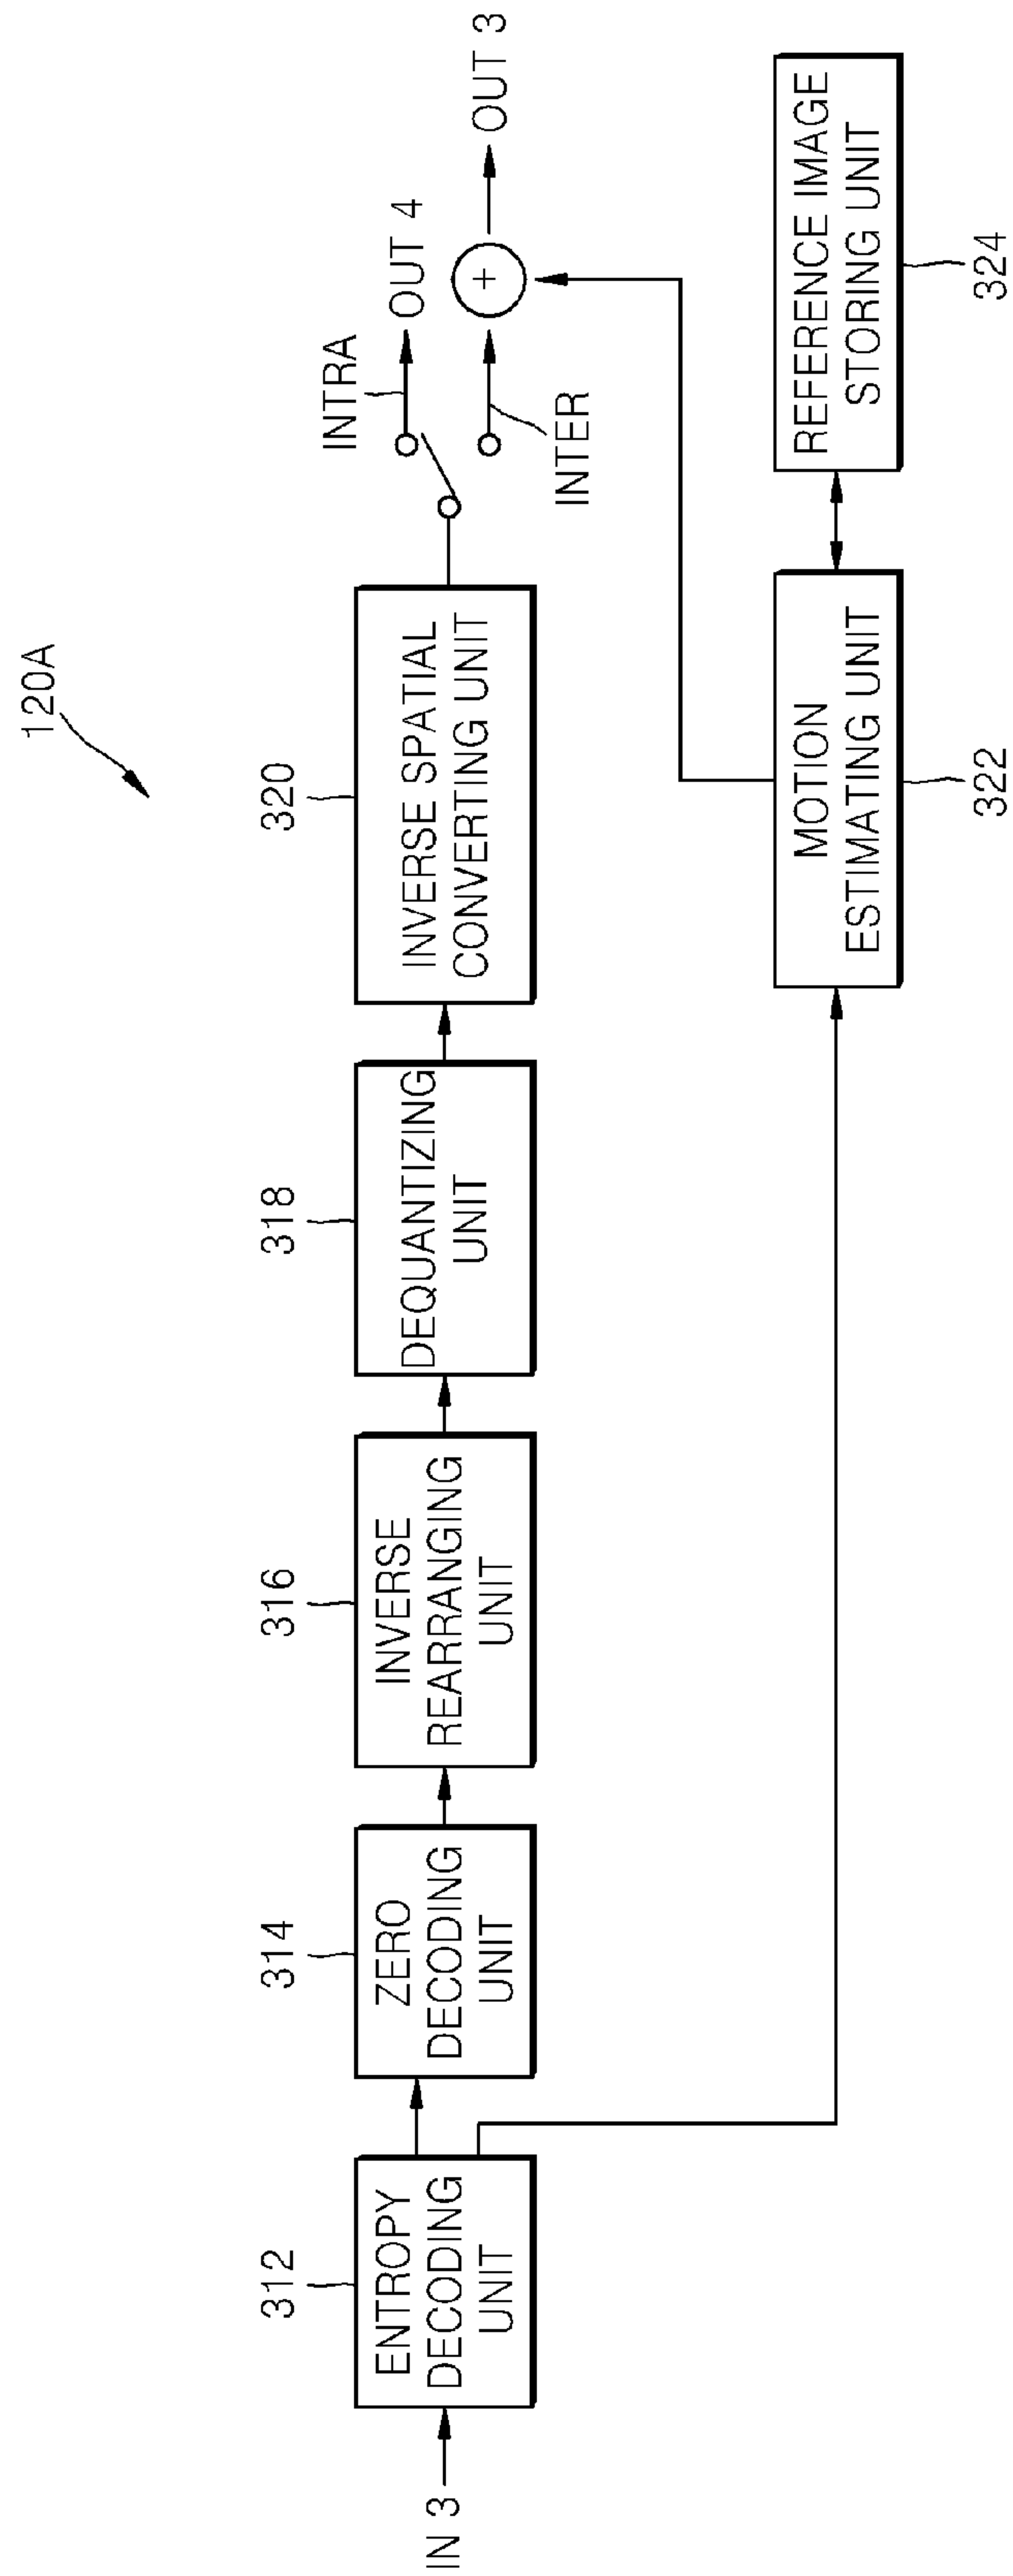 120A
IN 3
312
ENTROPY
DECODING
UNIT
314
ZERO
DECODING
UNIT
316
INVERSE
REARRANGING
UNIT
318
DEQUANTIZING
UNIT
320
INVERSE SPATIAL
CONVERTING UNIT
INTRA
OUT 4
INTER
+
OUT 3
MOTION
ESTIMATING UNIT
322
REFERENCE IMAGE
STORING UNIT
324